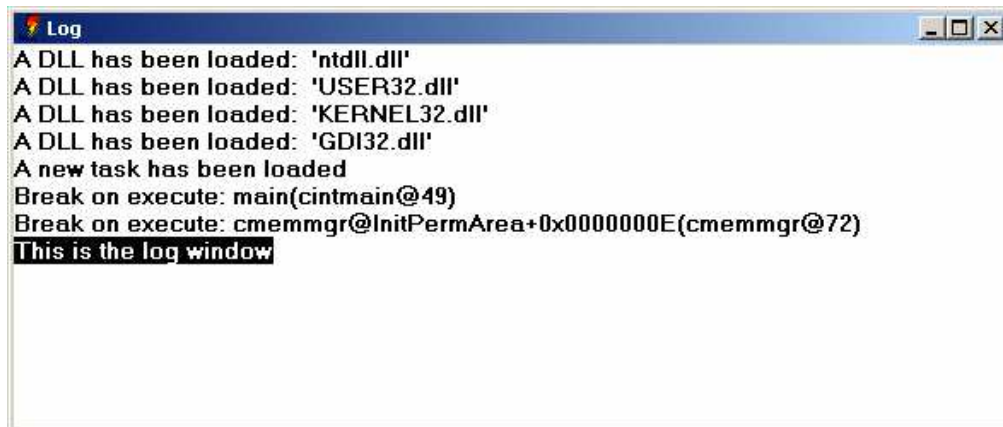 Log
A DLL has been loaded:  'ntdll.dll'
A DLL has been loaded:  'USER32.dll'
A DLL has been loaded:  'KERNEL32.dll'
A DLL has been loaded:  'GDI32.dll'
A new task has been loaded
Break on execute: main(cintmain@49)
Break on execute: cmemmgr@InitPermArea+0x0000000E(cmemmgr@72)
This is the log window